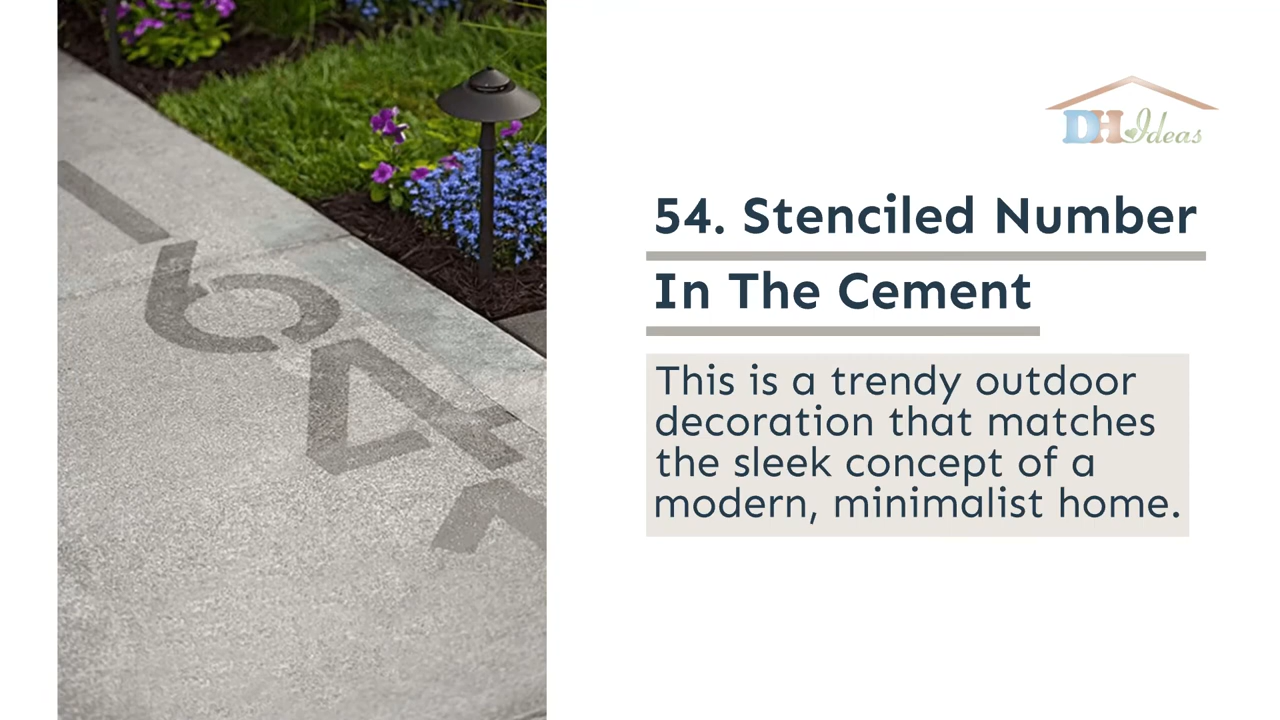 DH Ideas
54. Stenciled Number
In The Cement
This is a trendy outdoor
decoration that matches
the sleek concept of a
modern, minimalist home.
164